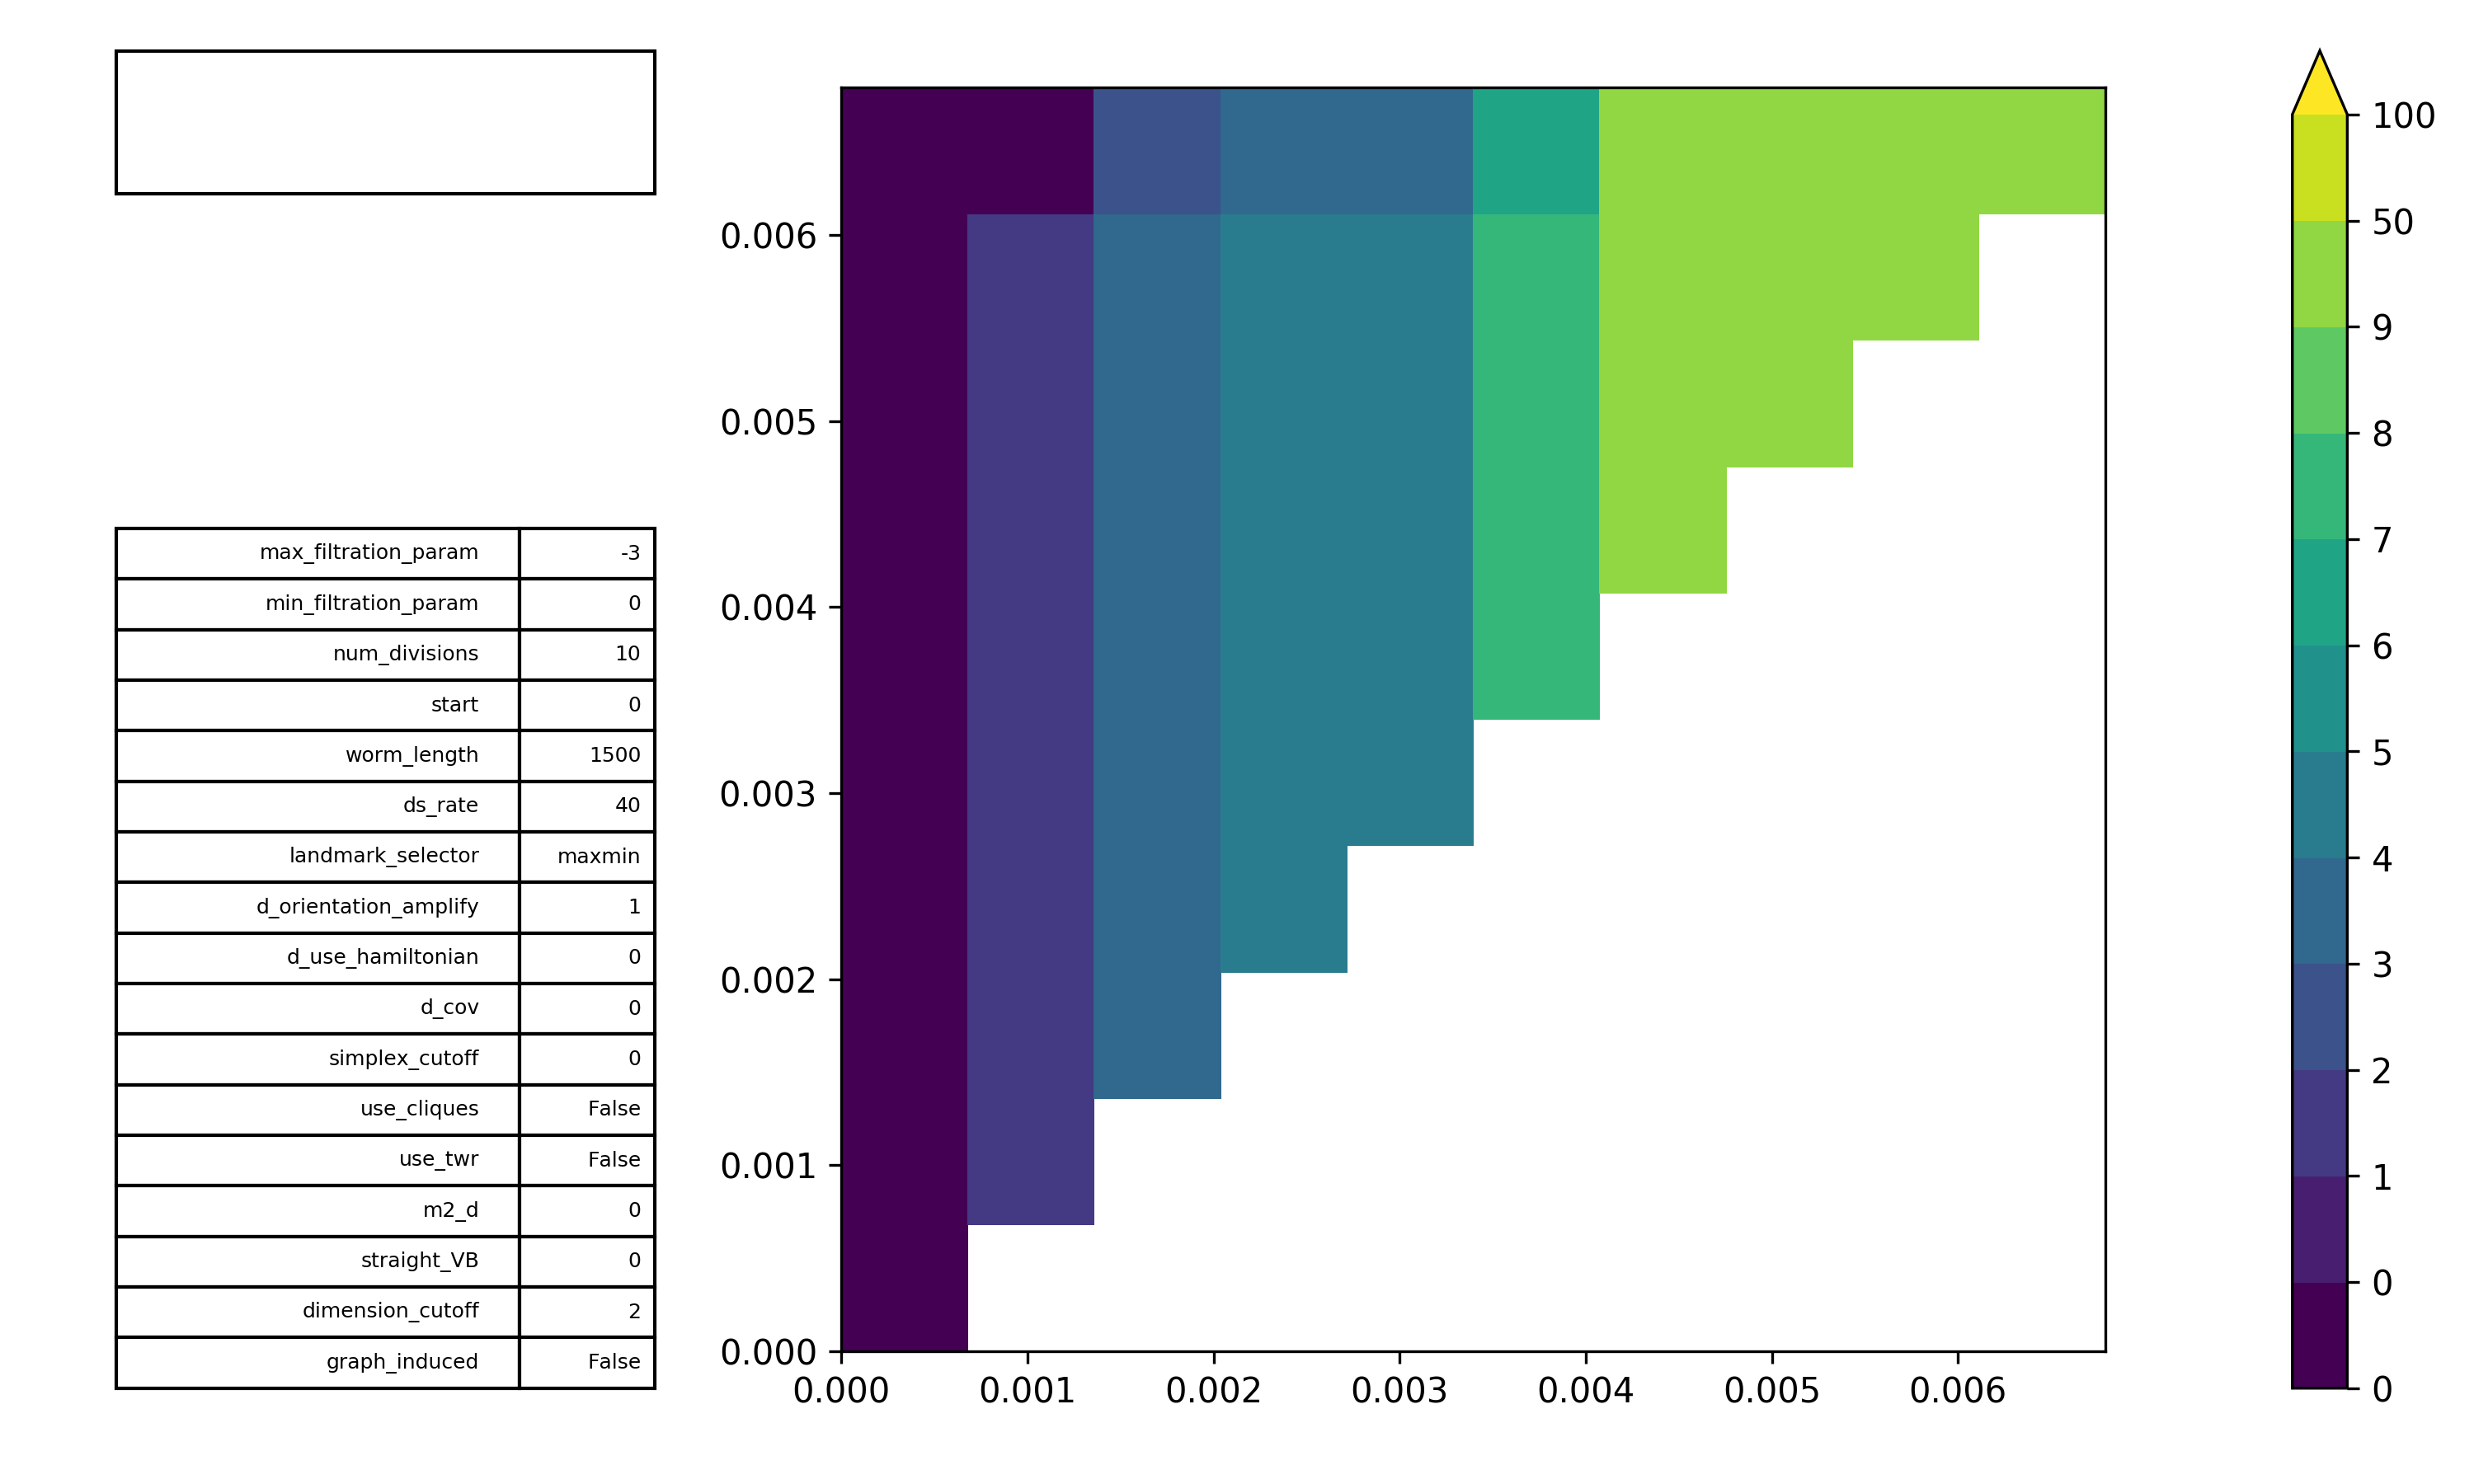 max_filtration_param -3
min_filtration_param 0
num_divisions 10
start 0
worm_length 1500
ds_rate 40
landmark_selector maxmin
d_orientation_amplify 1
d_use_hamiltonian 0
d_cov 0
simplex_cutoff 0
use_cliques False
use_twr False
m2_d 0
straight_VB 0
dimension_cutoff 2
graph_induced False
0.006
0.005
0.004
0.003
0.002
0.001
0.000
0.000 0.001 0.002 0.003 0.004 0.005 0.006
100
50
9
8
7
6
5
4
3
2
1
0
0